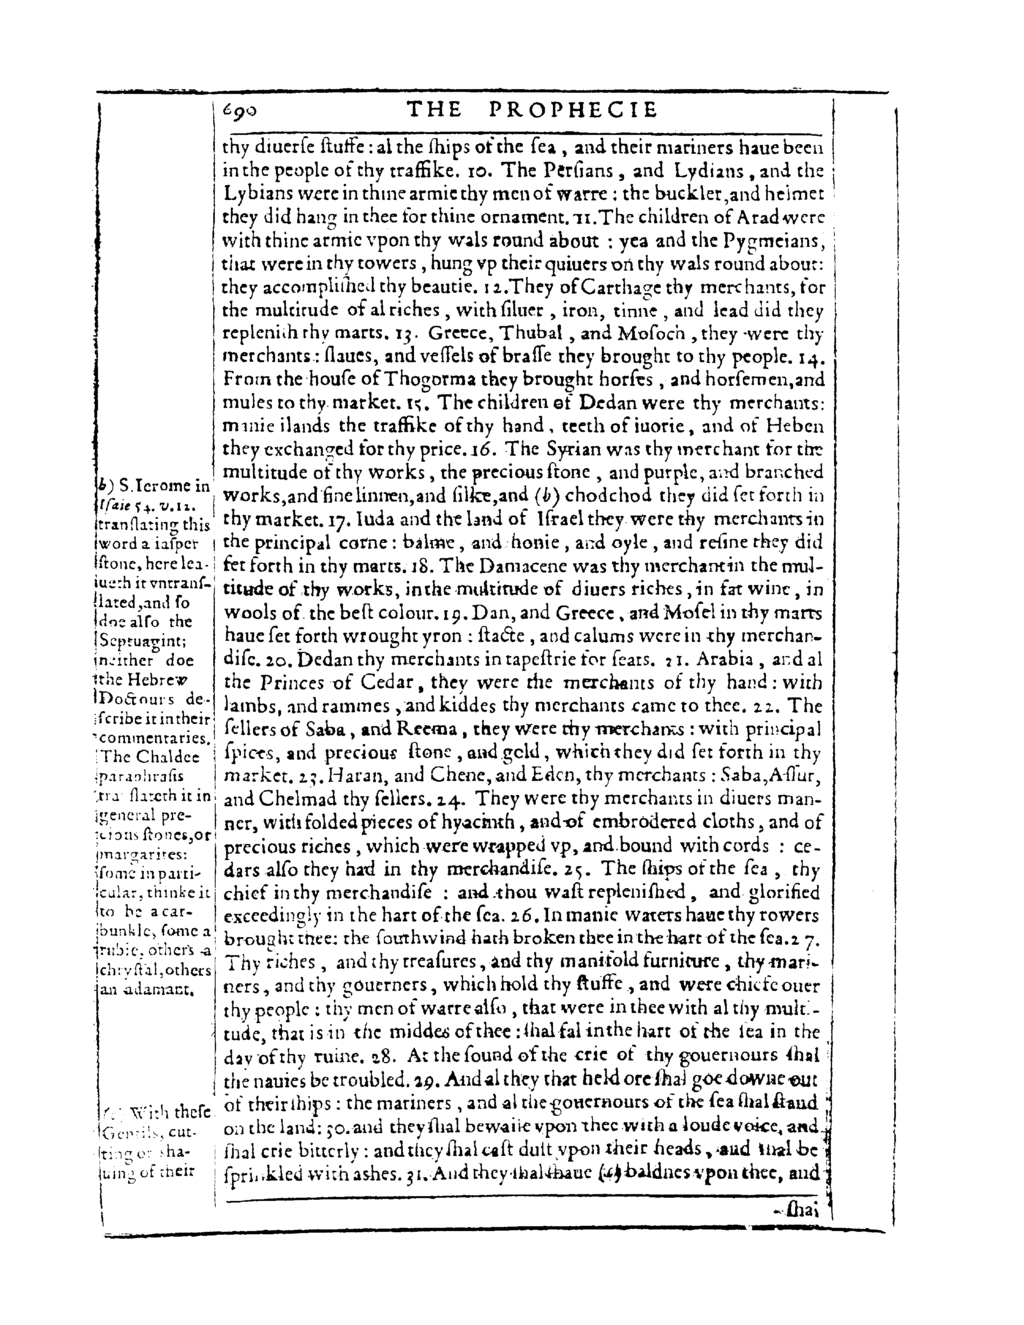 690 THE PROPHECIE
thy diuerſe ſtuffe : al the ſhips of the ſea , and their mariners haue been
in the people of thy traffike. 10. The Perſians , and Lydians , and the
Lybians were in thine armie thy men of warre : the buckler,and helmet
they did hang in thee for thine ornament. 11.The children of Arad were
with thine armie vpon thy wals round about : yea and the Pygmeians,
that were in thy towers , hung vp their quiuers on thy wals round about:
they accompliſhed thy beautie. 12.They of Carthage thy merchants, for
the multitude of al riches , with ſiluer , iron, tinne , and lead did they
repleniſh thy marts. 13. Greece, Thubal , and Moſoch , they were thy
merchants : ſlaues, and veſſels of braſſe they brought to thy people. 14.
From the houſe of Thogorma they brought horſes , and horſemen,and
mules to thy market. 15. The children of Dedan were thy merchants:
manie ilands the traffike of thy hand , teeth of iuorie, and of Heben
they exchanged for thy price. 16. The Syrian was thy merchant for the
multitude of thy works , the precious ſtone , and purple, and branched
works,and fine linnen,and ſilke,and (b) chodchod they did ſet forth in
thy market. 17. Iuda and the land of Iſrael they were thy merchants in
the principal corne : balme , and honie , and oyle , and reſine they did
ſet forth in thy marts. 18. The Damacene was thy merchant in the mul-
titude of thy works, in the multitude of diuers riches , in fat wine , in
wools of the beſt colour. 19. Dan, and Greece , and Moſel in thy marts
haue ſet forth wrought yron : ſtacte , and calums were in thy merchan-
diſe. 20. Dedan thy merchants in tapeſtrie for ſeats. 21. Arabia , and al
the Princes of Cedar , they were the merchants of thy hand : with
lambs, and rammes , and kiddes thy merchants came to thee. 22. The
ſellers of Saba , and Reema , they were thy merchants : with principal
ſpices, and precious ſtone , and gold , which they did ſet forth in thy
market. 23. Haran, and Chene, and Eden, thy merchants : Saba,Aſſur,
and Chelmad thy ſellers. 24. They were thy merchants in diuers man-
ner, with folded pieces of hyacinth , and of embrodered cloths , and of
precious riches , which were wrapped vp, and bound with cords : ce-
dars alſo they had in thy merchandiſe. 25. The ſhips of the ſea , thy
chief in thy merchandiſe : and thou waſt repleniſhed , and glorified
exceedingly in the hart of the ſea. 26. In manie waters haue thy rowers
brought thee: the ſouthwind hath broken thee in the hart of the ſea.27.
Thy riches , and thy treaſures , and thy manifold furniture , thy mari-
ners , and thy gouerners , which hold thy ſtuffe , and were chiefe ouer
thy people : thy men of warre alſo , that were in thee with al thy multi-
tude, that is in the middes of thee : ſhal fal in the hart of the ſea in the
day of thy ruine. 28. At the ſound of the crie of thy gouernours ſhal
the nauies be troubled. 29. And al they that held ore ſhal goe downe out
of their ſhips : the mariners , and al the gouernours of the ſea ſhal ſtand
on the land: 30.and they ſhal bewaile vpon thee with a loude voice, and
ſhal crie bitterly : and they ſhal caſt duſt vpon their heads , and ſhal be
ſprinkled with ashes. 31. And they ſhal haue (c) baldnes vpon thee, and
ſhal
b) S.Ierome in
Iſaie 54. v.12.
tranſlating this
word a iaſper
ſtone, here lea-
iueth it vntranſ-
lated,and ſo
doe alſo the
Septuagint;
neither doe
the Hebrew
Doctours de-
ſcribe it in their
commentaries.
The Chaldee
paraphraſis
tranſlateth it in
general pre-
cious ſtones,or
margarites:
ſome in parti-
cular, thinke it
to be a car-
bunkle, ſome a
rubie, others a
chryſtal,others
an adamant.
c) With theſe
Gentils, cut-
ting or sha-
uing of their